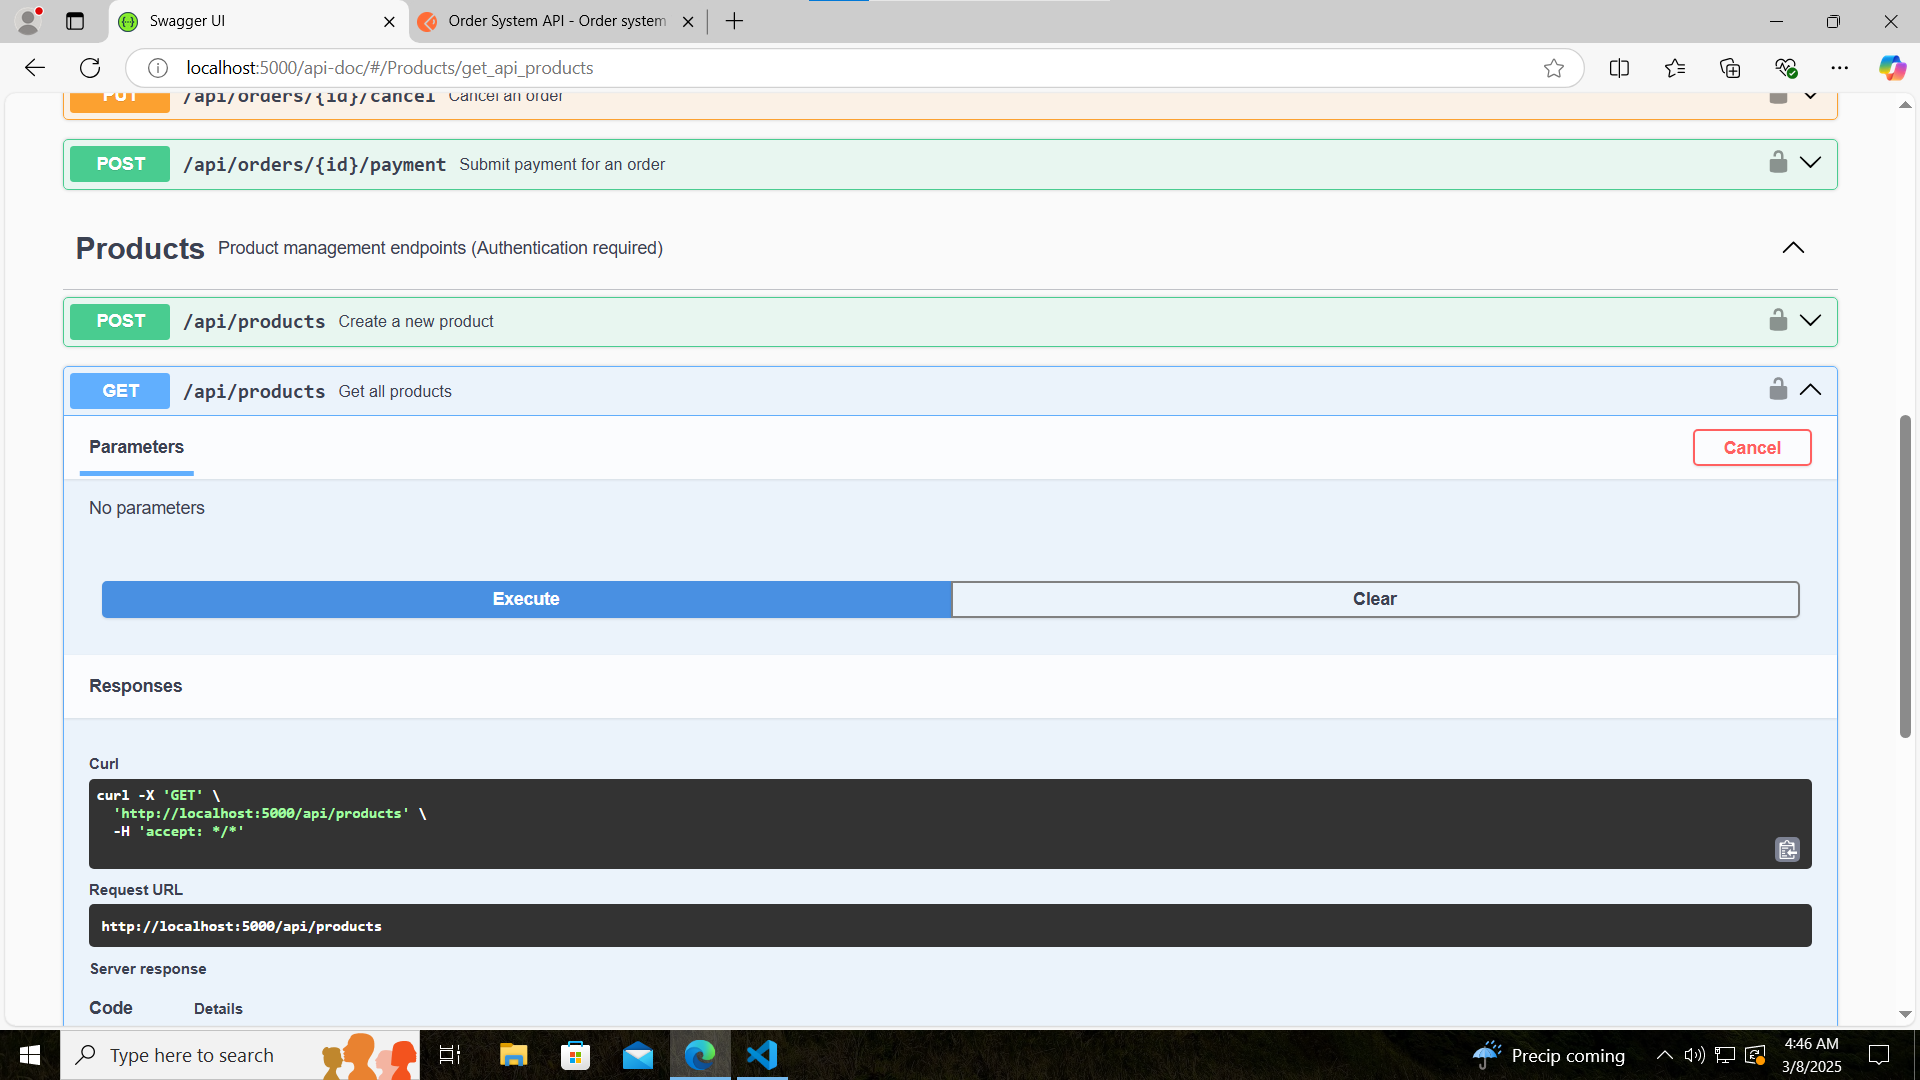 Swagger UI
Order System API - Order system
localhost:5000/api-doc/#/Products/get_api_products
PUT /api/orders/{id}/cancel Cancel an order
POST /api/orders/{id}/payment Submit payment for an order
Products Product management endpoints (Authentication required)
POST /api/products Create a new product
GET /api/products Get all products
Parameters
Cancel
No parameters
Execute
Clear
Responses
Curl
curl -X 'GET' \
'http://localhost:5000/api/products' \
-H 'accept: */*'
Request URL
http://localhost:5000/api/products
Server response
Code Details
Type here to search
Precip coming
4:46 AM
3/8/2025